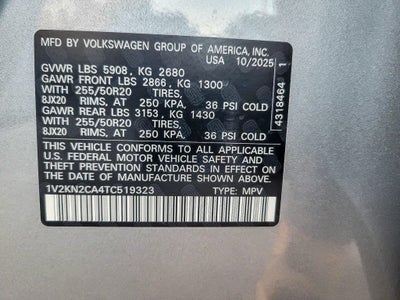 MFD BY VOLKSWAGEN GROUP OF AMERICA, INC.
USA 10/2025
GVWR LBS 5908, KG 2680
GAWR FRONT LBS 2866, KG 1300
WITH 255/50R20 TIRES,
8JX20 RIMS, AT 250 KPA, 36 PSI COLD
GAWR REAR LBS 3153, KG 1430
WITH 255/50R20 TIRES,
8JX20 RIMS, AT 250 KPA, 36 PSI COLD
THIS VEHICLE CONFORMS TO ALL APPLICABLE
U.S. FEDERAL MOTOR VEHICLE SAFETY AND
THEFT PREVENTION STANDARDS IN EFFECT ON
THE DATE OF MANUFACTURE SHOWN ABOVE.
1V2KN2CA4TC519323 TYPE: MPV
4318464 1